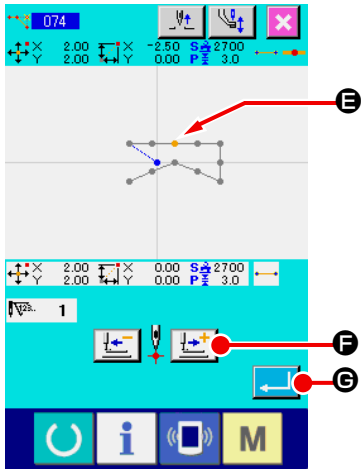 074
X 2.00 X -2.50 S 2700
Y 2.00 Y 0.00 P 3.0
E
X 2.00 X 0.00 S 2700
Y 2.00 Y 0.00 P 3.0
123.. 1
F
G
i M